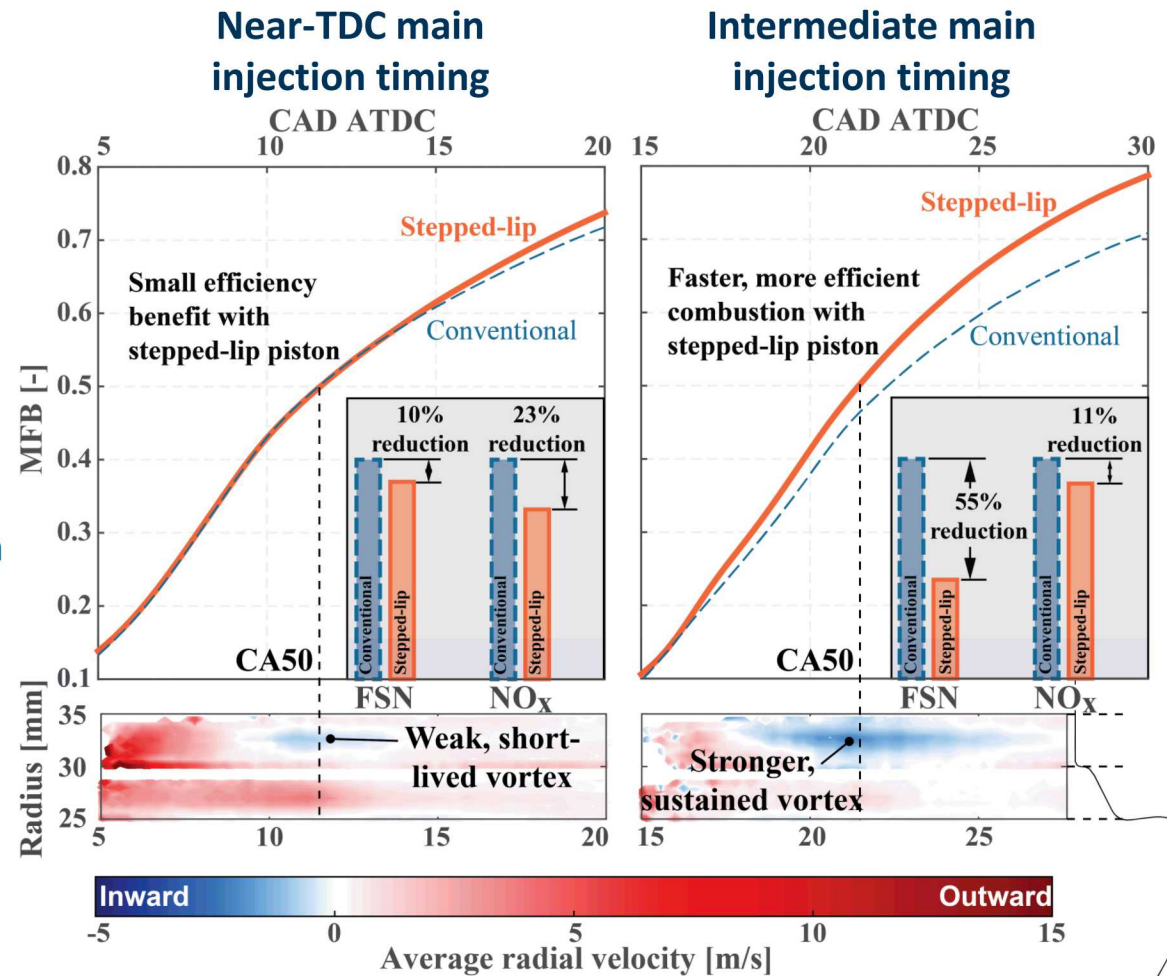 Near-TDC main
injection timing
CAD ATDC
5 10 15 20
0.8
0.7
0.6
0.5
0.4
0.3
0.2
0.1
MFB [-]
Stepped-lip
Conventional
Small efficiency
benefit with
stepped-lip piston
10%
reduction
23%
reduction
Conventional
Stepped-lip
Conventional
Stepped-lip
CA50
FSN NOx
35
30
25
Radius [mm]
Weak, short-
lived vortex
5 10 15 20
Intermediate main
injection timing
CAD ATDC
15 20 25 30
Stepped-lip
Conventional
Faster, more efficient
combustion with
stepped-lip piston
55%
reduction
11%
reduction
Conventional
Stepped-lip
Conventional
Stepped-lip
CA50
FSN NOx
Stronger,
sustained vortex
15 20 25
Inward Outward
-5 0 5 10 15
Average radial velocity [m/s]